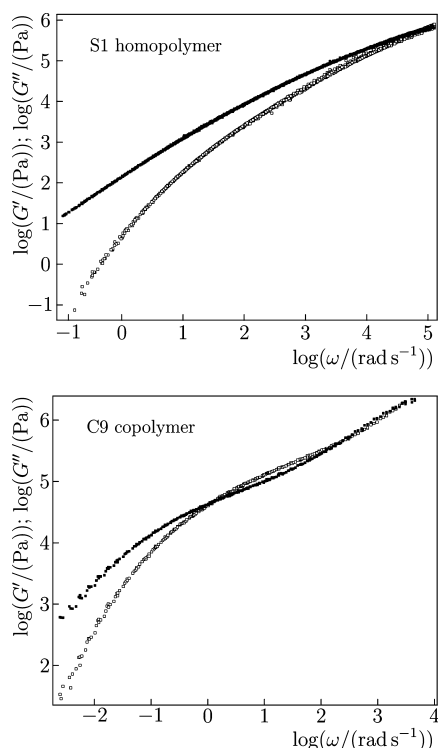 S1 homopolymer
log(G′/(Pa)); log(G″/(Pa))
6
5
4
3
2
1
0
−1
−1 0 1 2 3 4 5
log(ω/(rad s⁻¹))
C9 copolymer
log(G′/(Pa)); log(G″/(Pa))
6
5
4
3
2
−2 −1 0 1 2 3 4
log(ω/(rad s⁻¹))